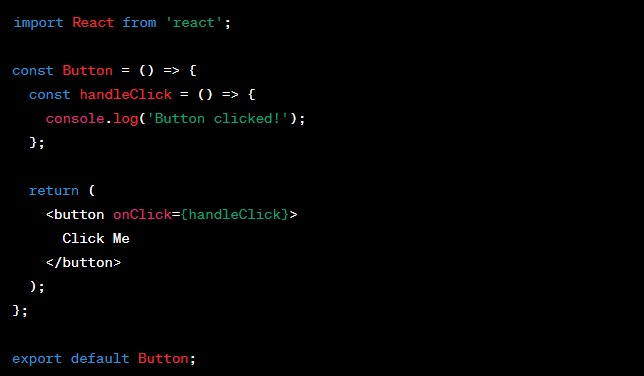 import React from 'react';
const Button = () => {
  const handleClick = () => {
    console.log('Button clicked!');
  };
  return (
    <button onClick={handleClick}>
      Click Me
    </button>
  );
};
export default Button;